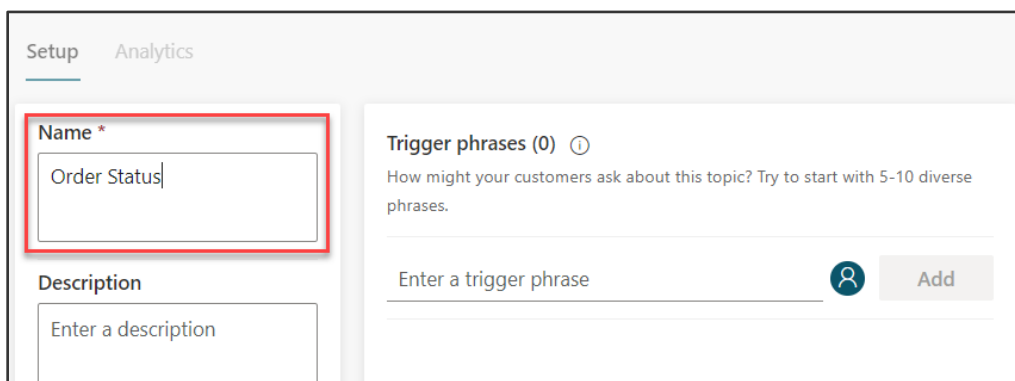 Setup Analytics
Name *
Order Status
Description
Enter a description
Trigger phrases (0)
How might your customers ask about this topic? Try to start with 5-10 diverse
phrases.
Enter a trigger phrase
Add